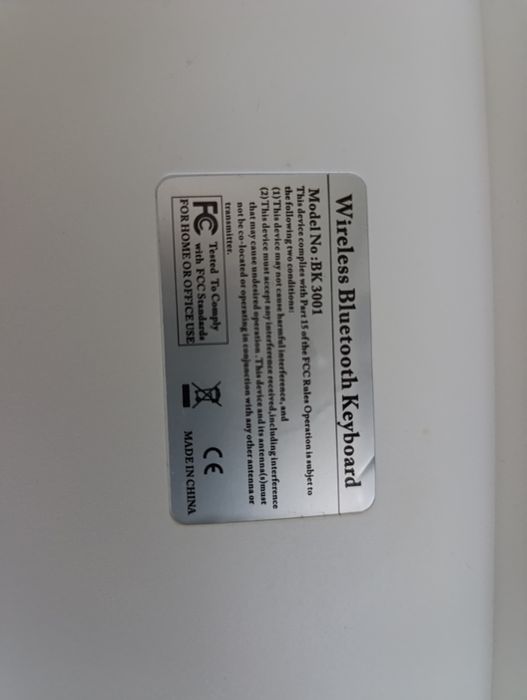 Wireless Bluetooth Keyboard
Model No :BK 3001
This device complies with Part 15 of the FCC Rules Operation is subjet to
the following two conditions:
(1) This device may not cause harmful interference, and
(2) This device must accept any interference received,including interference
that may cause undesired operation . This device and its antenna(s)must
not be co-located or operating in conjunction with any other antenna or
transmitter.
FC Tested To Comply
with FCC Standards
FOR HOME OR OFFICE USE
CE
MADE IN CHINA